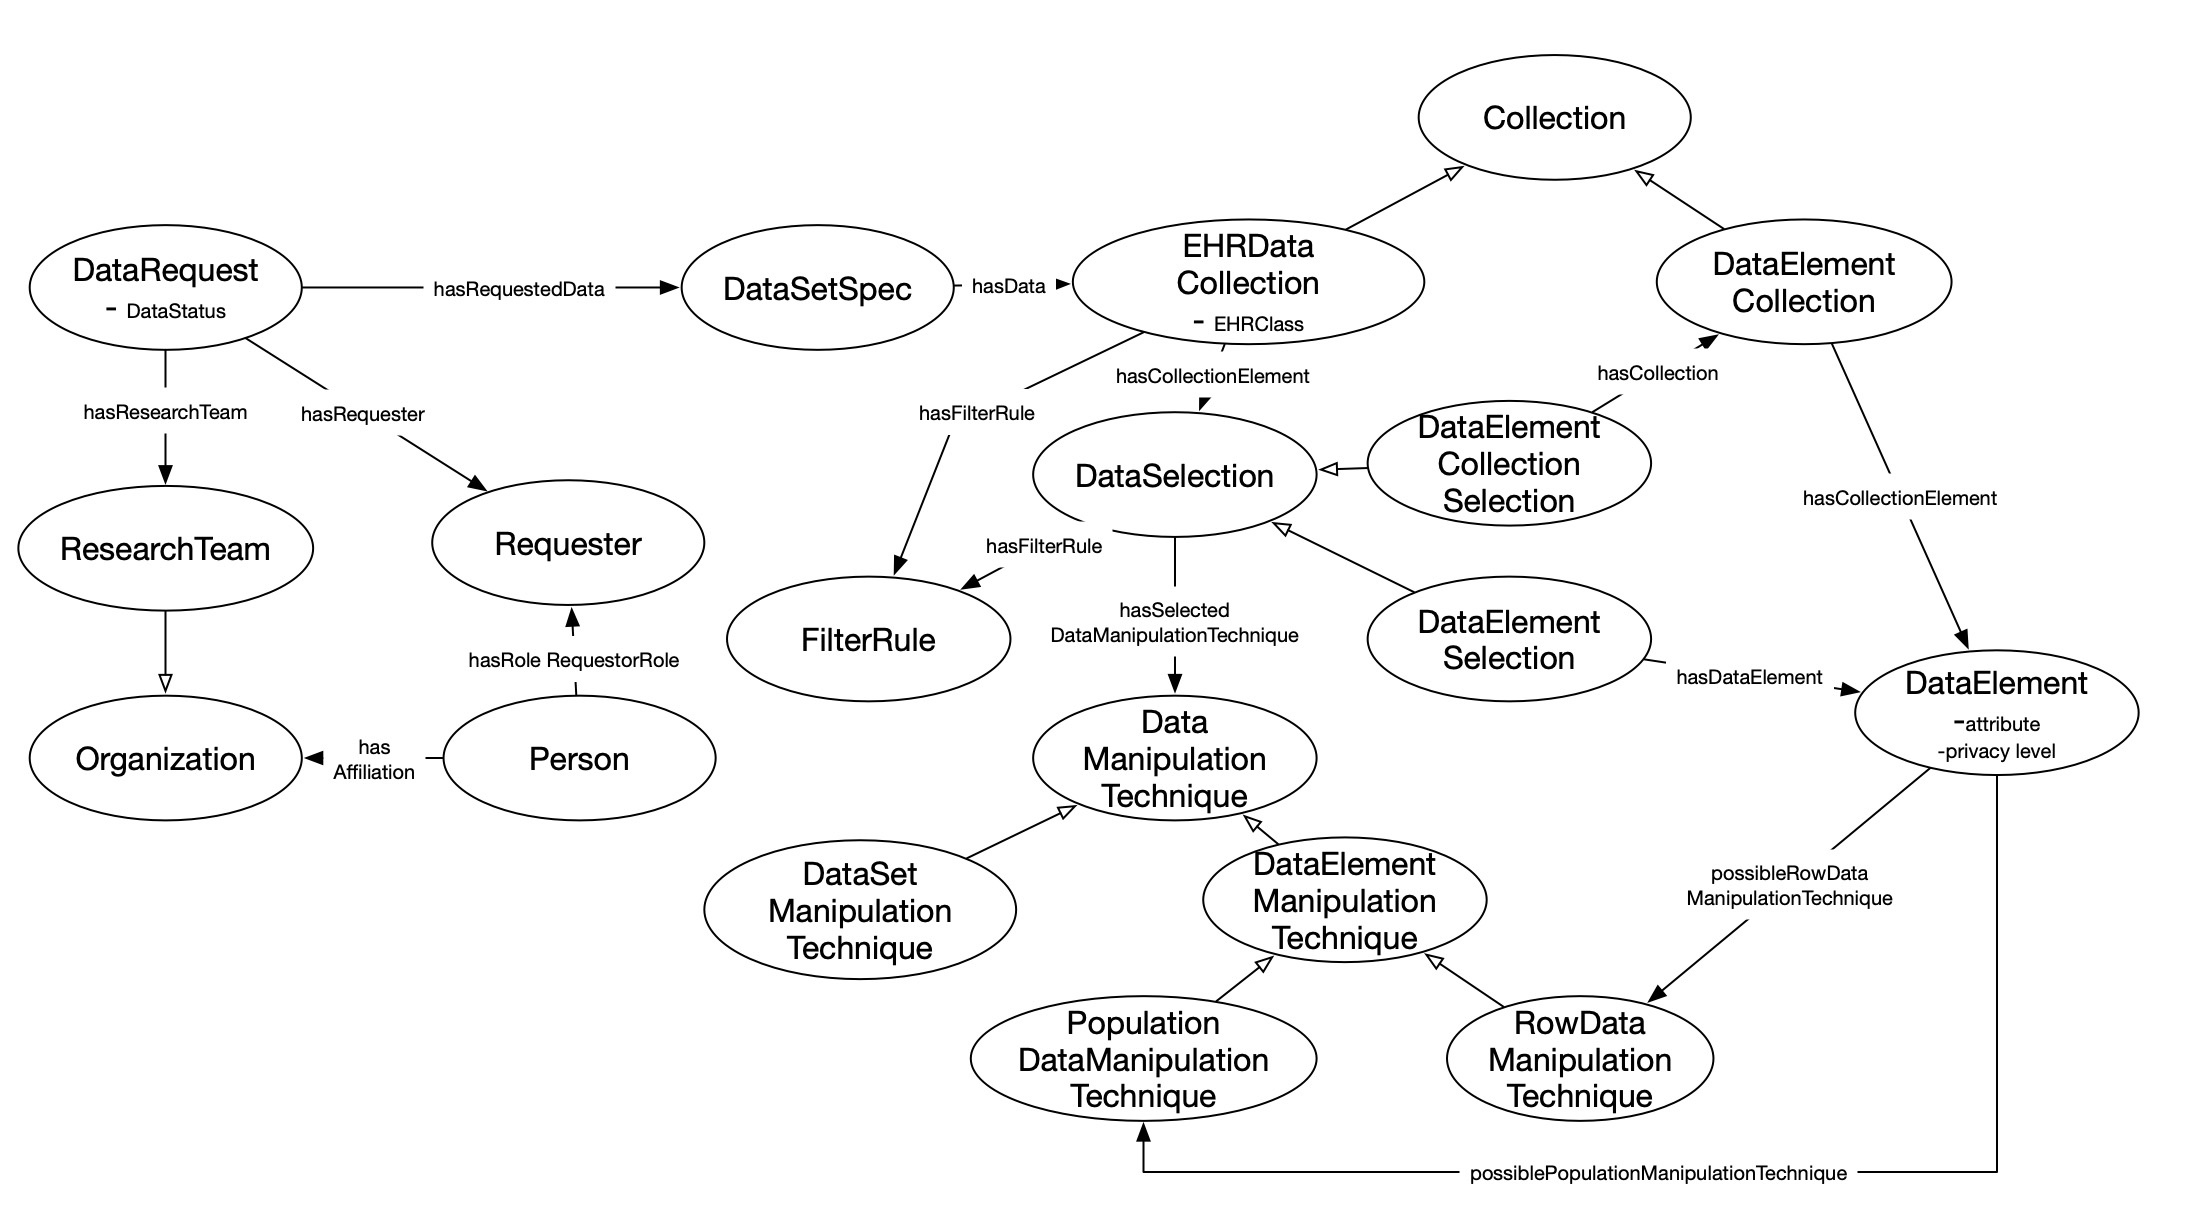 Collection
DataRequest
- DataStatus
hasRequestedData
DataSetSpec
hasData
EHRData
Collection
- EHRClass
DataElement
Collection
hasResearchTeam
hasRequester
hasFilterRule
hasCollectionElement
hasCollection
DataElement
Collection
Selection
DataSelection
hasCollectionElement
ResearchTeam
Requester
hasFilterRule
FilterRule
hasSelected
DataManipulationTechnique
DataElement
Selection
hasDataElement
DataElement
-attribute
-privacy level
hasRole RequestorRole
Organization
has
Affiliation
Person
Data
Manipulation
Technique
DataSet
Manipulation
Technique
DataElement
Manipulation
Technique
possibleRowData
ManipulationTechnique
Population
DataManipulation
Technique
RowData
Manipulation
Technique
possiblePopulationManipulationTechnique